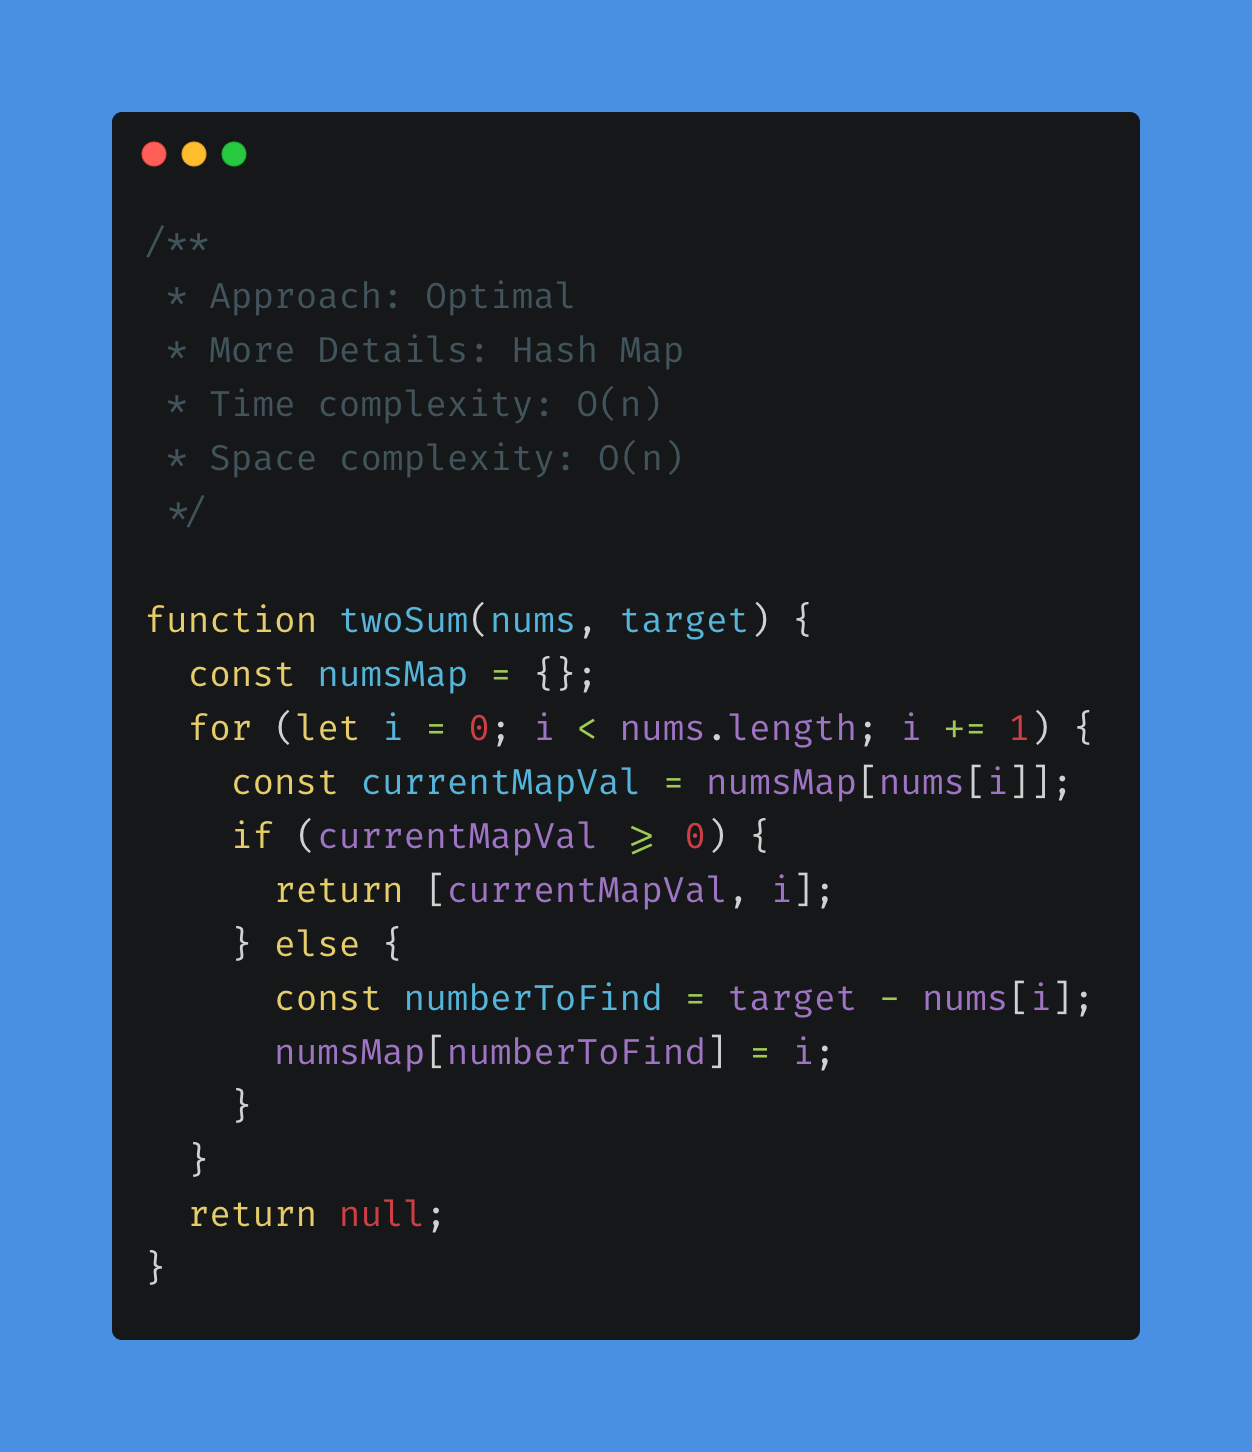 /**
 * Approach: Optimal
 * More Details: Hash Map
 * Time complexity: O(n)
 * Space complexity: O(n)
 */

function twoSum(nums, target) {
  const numsMap = {};
  for (let i = 0; i < nums.length; i += 1) {
    const currentMapVal = numsMap[nums[i]];
    if (currentMapVal >= 0) {
      return [currentMapVal, i];
    } else {
      const numberToFind = target - nums[i];
      numsMap[numberToFind] = i;
    }
  }
  return null;
}